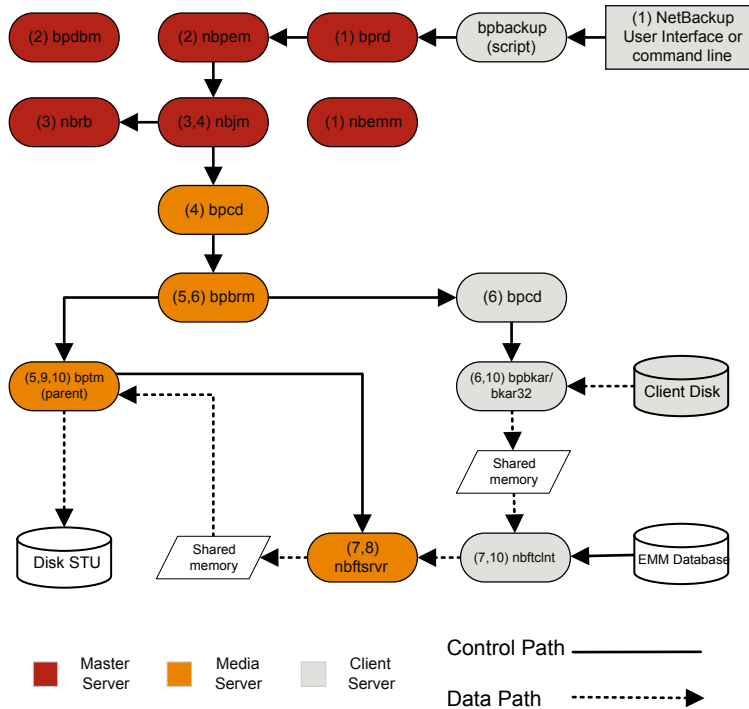 (2) bpdbm
(2) nbpem
(1) bprd
bpbackup
(script)
(1) NetBackup
User Interface or
command line
(3) nbrb
(3,4) nbjm
(1) nbemm
(4) bpcd
(5,6) bpbrm
(6) bpcd
(5,9,10) bptm
(parent)
(6,10) bpbkar/
bkar32
Client Disk
Shared
memory
Disk STU
Shared
memory
(7,8)
nbftsrvr
(7,10) nbftclnt
EMM Database
Master
Server
Media
Server
Client
Server
Control Path
Data Path